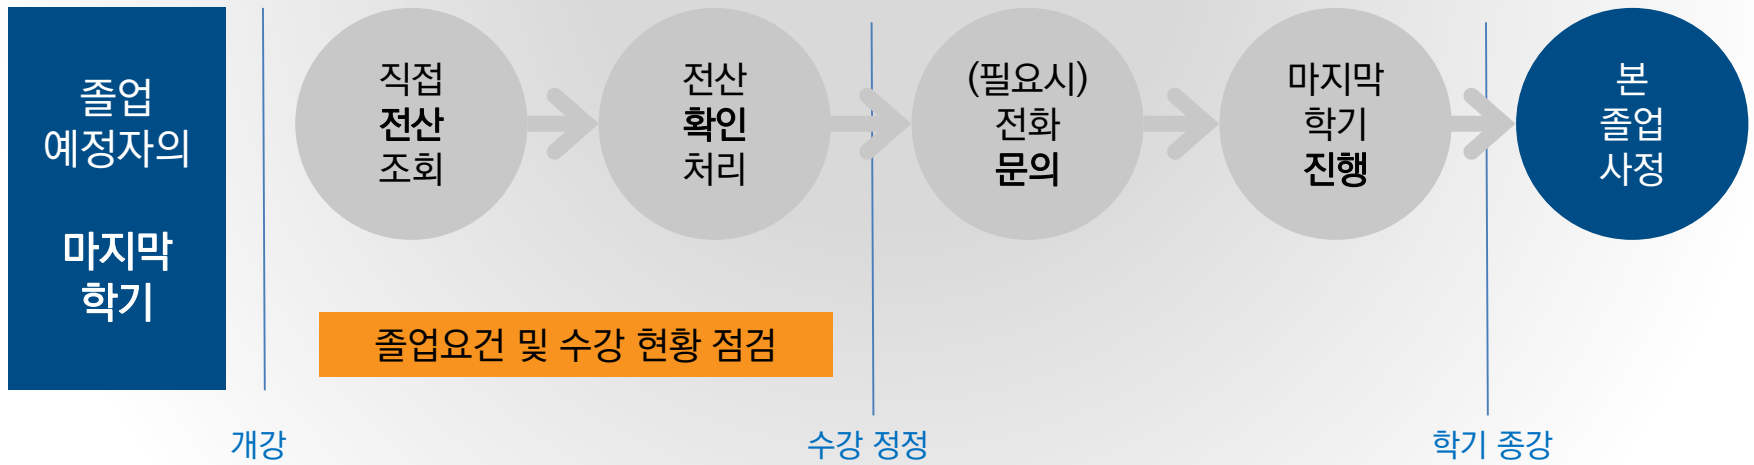 졸업
예정자의
마지막
학기
직접
전산
조회
전산
확인
처리
(필요시)
전화
문의
마지막
학기
진행
본
졸업
사정
졸업요건 및 수강 현황 점검
개강
수강 정정
학기 종강